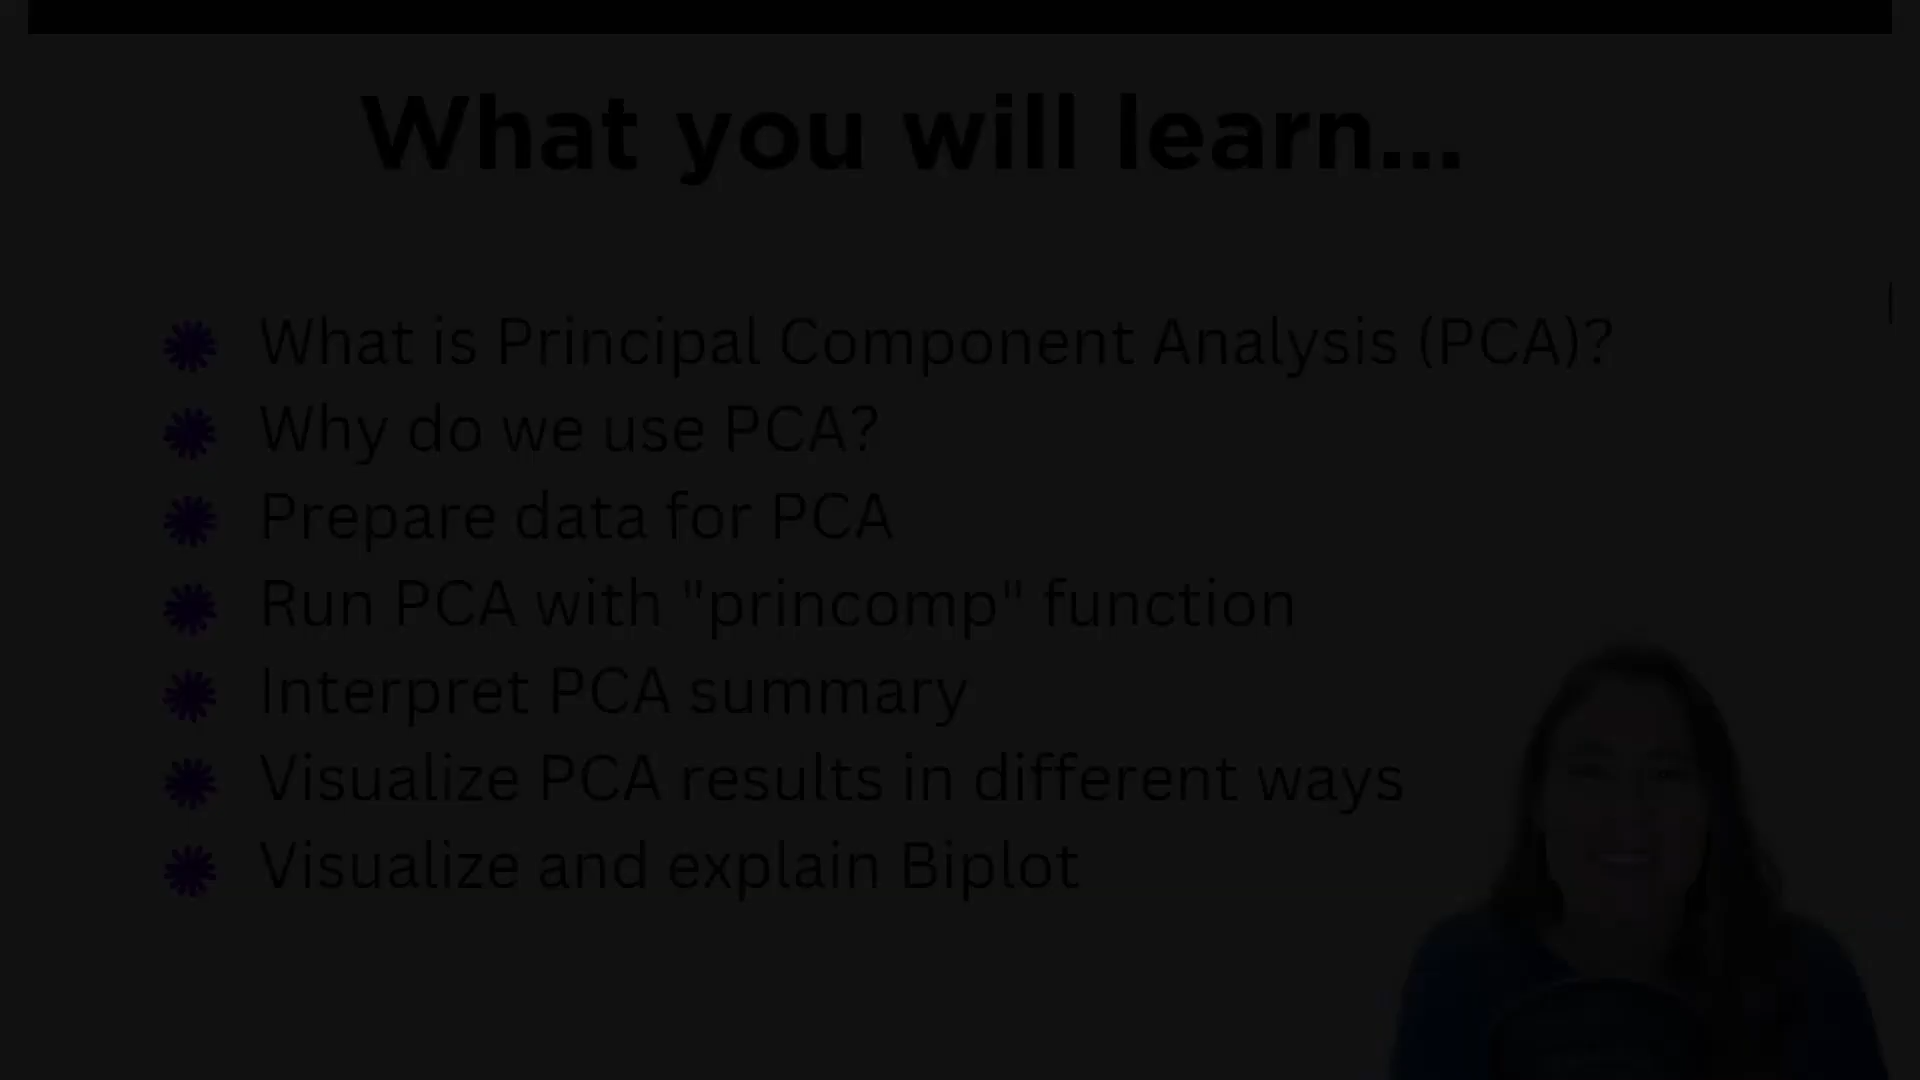 What you will learn...
What is Principal Component Analysis (PCA)?
Why do we use PCA?
Prepare data for PCA
Run PCA with "princomp" function
Interpret PCA summary
Visualize PCA results in different ways
Visualize and explain Biplot